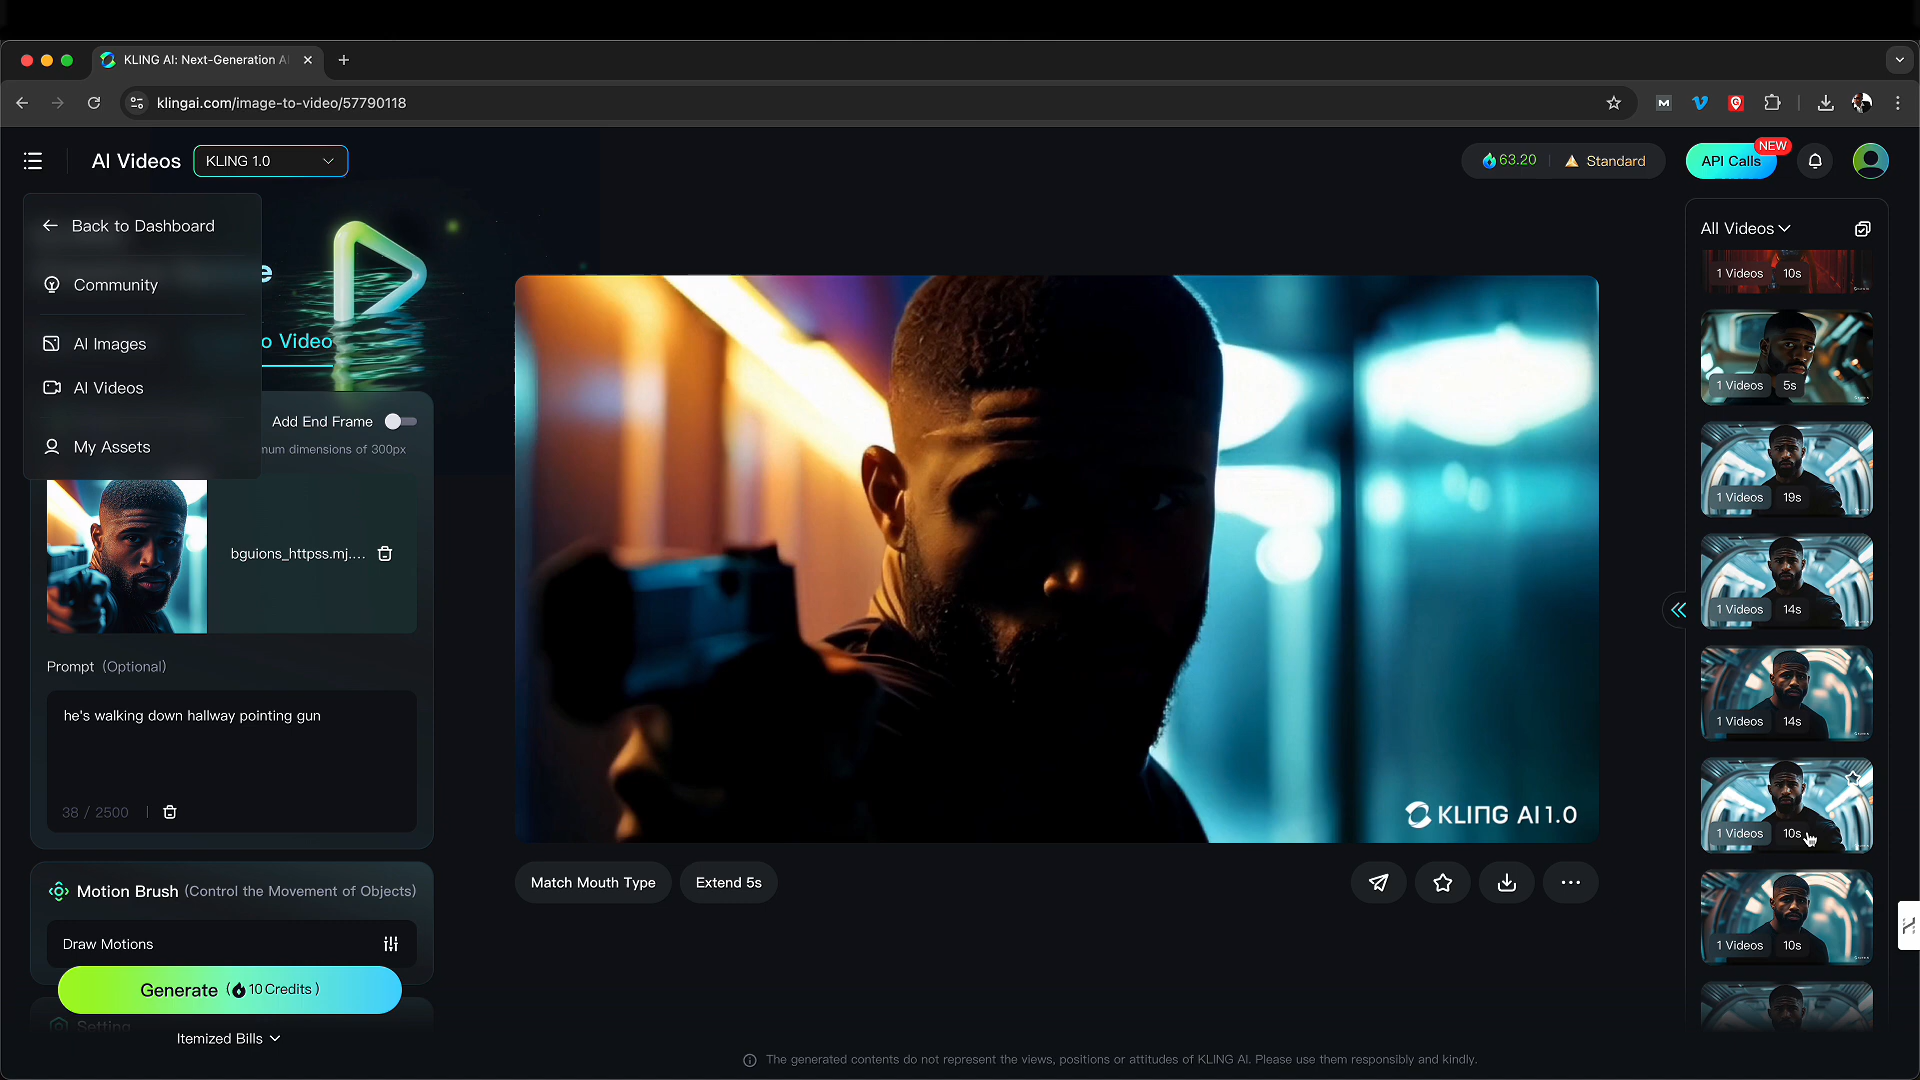 KLING AI: Next-Generation AI
klingai.com/image-to-video/57790118
AI Videos
KLING 1.0
63.20
Standard
API Calls
NEW
Back to Dashboard
Community
AI Images
AI Videos
My Assets
o Video
Add End Frame
num dimensions of 300px
bguions_httpss.mj....
Prompt (Optional)
he's walking down hallway pointing gun
38 / 2500
Motion Brush (Control the Movement of Objects)
Draw Motions
Generate ( 10 Credits )
Setting
Itemized Bills
KLING AI 1.0
Match Mouth Type
Extend 5s
The generated contents do not represent the views, positions or attitudes of KLING AI. Please use them responsibly and kindly.
All Videos
1 Videos 10s
1 Videos 5s
1 Videos 19s
1 Videos 14s
1 Videos 14s
1 Videos 10s
1 Videos 10s